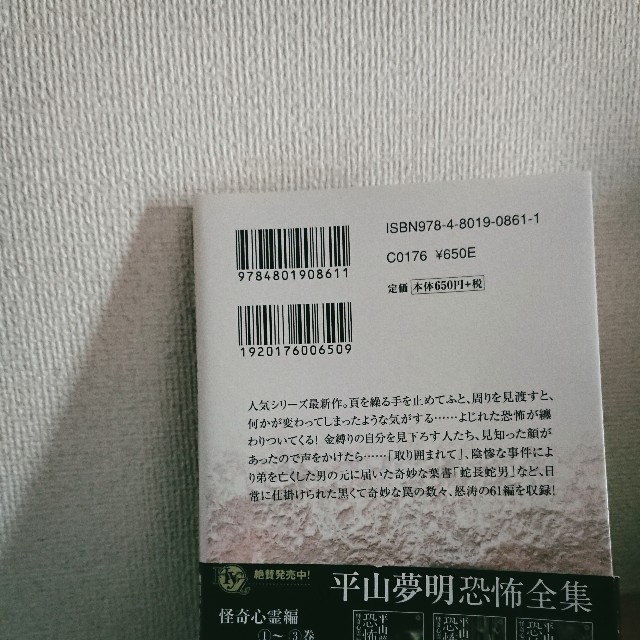 ISBN978-4-8019-0861-1
9784801908611
C0176 ¥650E
定価 本体650円+税
1920176006509
人気シリーズ最新作。頁を繰る手を止めてふと、周りを見渡すと、
何かが変わってしまったような気がする……よじれた恐怖が纏
わりついてくる! 金縛りの自分を見下ろす人たち、見知った顔が
あったので声をかけたら……「取り囲まれて」、陰惨な事件によ
り弟を亡くした男の元に届いた奇妙な葉書「蛇長蛇男」など、日
常に仕掛けられた黒くて奇妙な罠の数々、怒涛の61編を収録!
絶賛発売中!
平山夢明恐怖全集
怪奇心霊編
①〜③巻